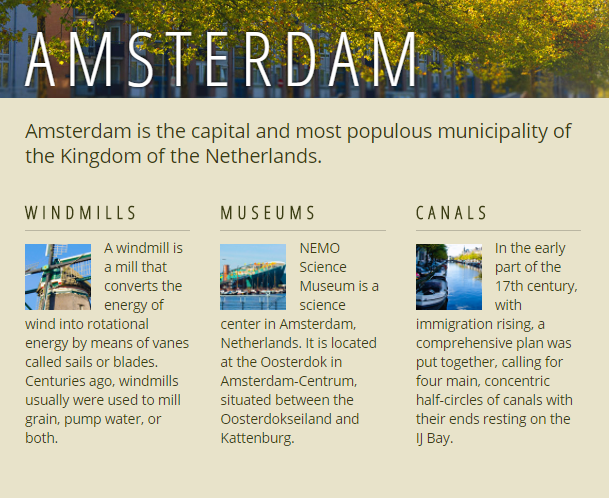 AMSTERDAM
Amsterdam is the capital and most populous municipality of
the Kingdom of the Netherlands.
WINDMILLS
A windmill is
a mill that
converts the
energy of
wind into rotational
energy by means of vanes
called sails or blades.
Centuries ago, windmills
usually were used to mill
grain, pump water, or
both.
MUSEUMS
NEMO
Science
Museum is a
science
center in Amsterdam,
Netherlands. It is located
at the Oosterdok in
Amsterdam-Centrum,
situated between the
Oosterdokseiland and
Kattenburg.
CANALS
In the early
part of the
17th century,
with
immigration rising, a
comprehensive plan was
put together, calling for
four main, concentric
half-circles of canals with
their ends resting on the
IJ Bay.